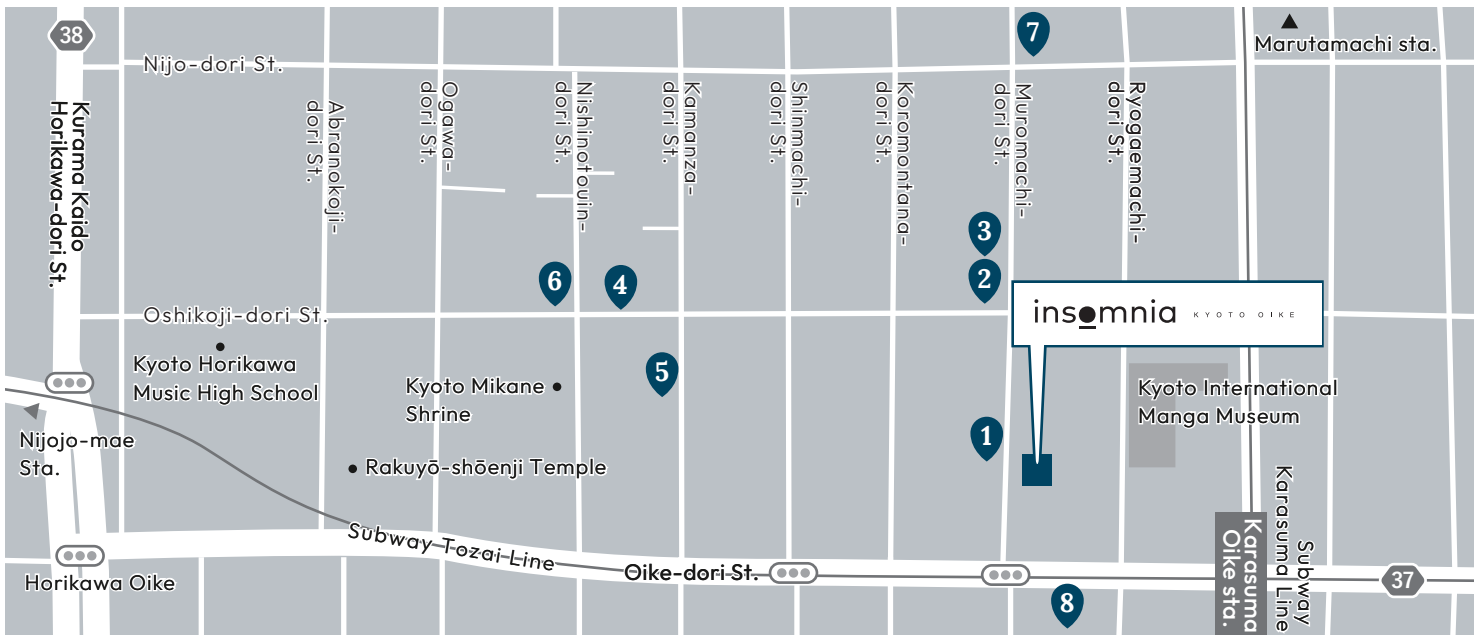 38
7
Marutamachi sta.
Nijo-dori St.
Kurama Kaido
Horikawa-dori St.
Abranokoji-
dori St.
Ogawa-
dori St.
Nishinotouin-
dori St.
Kamanza-
dori St.
Shinmachi-
dori St.
Koromontana-
dori St.
Muromachi-
dori St.
Ryogaemachi-
dori St.
3
2
6
4
insomnia KYOTO OIKE
Oshikoji-dori St.
Kyoto Horikawa
Music High School
5
Kyoto Mikane
Shrine
Kyoto International
Manga Museum
1
Nijojo-mae
Sta.
Rakuyō-shōenji Temple
Subway Tozai Line
Oike-dori St.
Horikawa Oike
8
Karasuma
Oike sta.
Subway
Karasuma Line
37